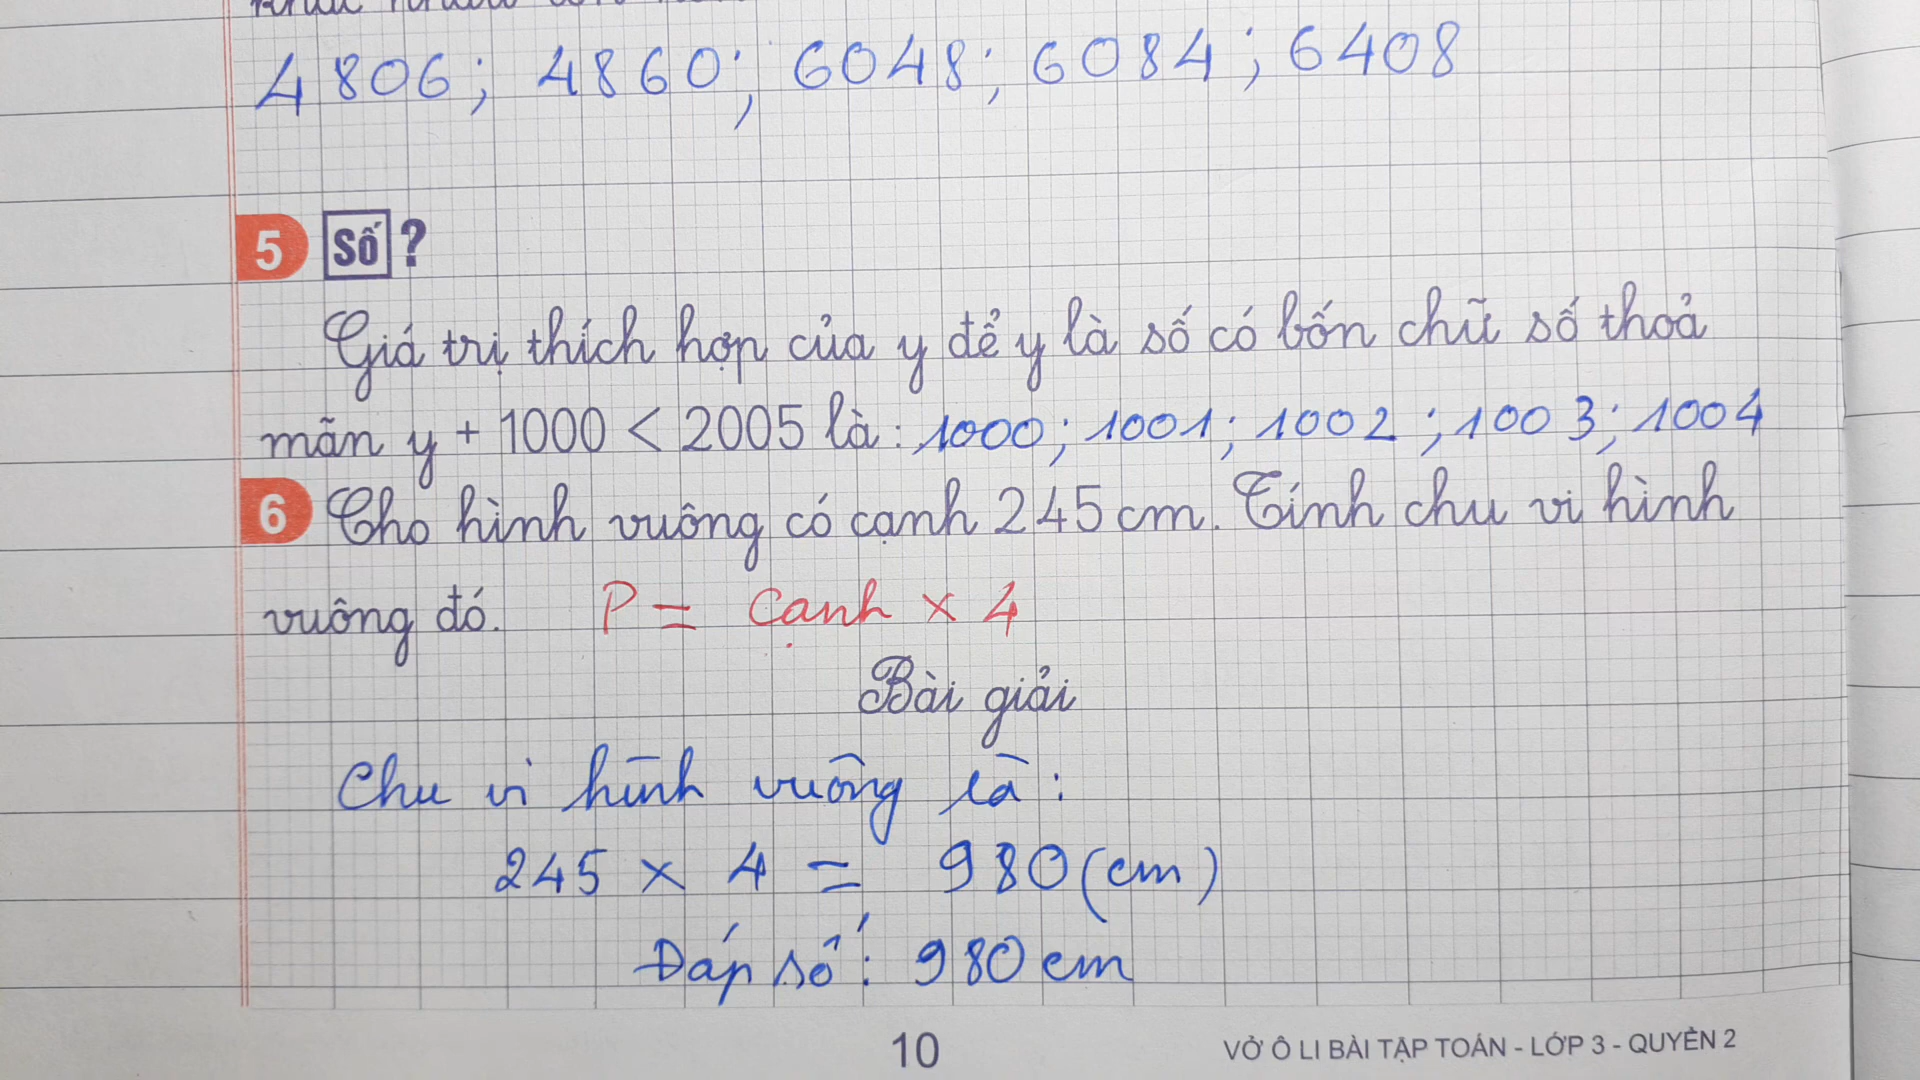 4806; 4860; 6048; 6084; 6408
5 Số ?
Giá trị thích hợp của y để y là số có bốn chữ số thoả
mãn y + 1000 < 2005 là: 1000; 1001; 1002; 1003; 1004
6 Cho hình vuông có cạnh 245 cm. Tính chu vi hình
vuông đó. P = cạnh × 4
Bài giải
Chu vi hình vuông là:
245 × 4 = 980 (cm)
Đáp số: 980 cm
10 VỞ Ô LI BÀI TẬP TOÁN - LỚP 3 - QUYỂN 2